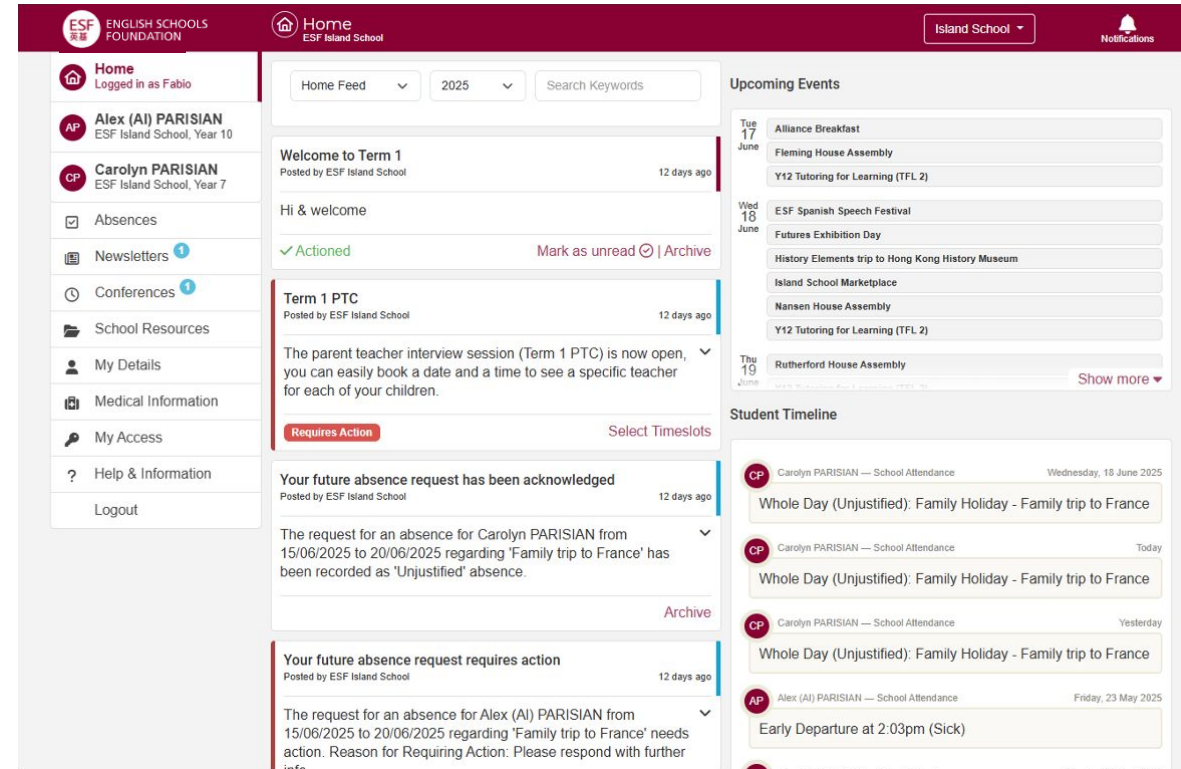 ESF
英基
ENGLISH SCHOOLS
FOUNDATION
Home
ESF Island School
Island School
Notifications
Home
Logged in as Fabio
AP
Alex (Al) PARISIAN
ESF Island School, Year 10
CP
Carolyn PARISIAN
ESF Island School, Year 7
Absences
Newsletters 1
Conferences 1
School Resources
My Details
Medical Information
My Access
? Help & Information
Logout
Home Feed
2025
Search Keywords
Welcome to Term 1
Posted by ESF Island School
12 days ago
Hi & welcome
Actioned
Mark as unread | Archive
Term 1 PTC
Posted by ESF Island School
12 days ago
The parent teacher interview session (Term 1 PTC) is now open,
you can easily book a date and a time to see a specific teacher
for each of your children.
Requires Action
Select Timeslots
Your future absence request has been acknowledged
Posted by ESF Island School
12 days ago
The request for an absence for Carolyn PARISIAN from
15/06/2025 to 20/06/2025 regarding 'Family trip to France' has
been recorded as 'Unjustified' absence.
Archive
Your future absence request requires action
Posted by ESF Island School
12 days ago
The request for an absence for Alex (Al) PARISIAN from
15/06/2025 to 20/06/2025 regarding 'Family trip to France' needs
action. Reason for Requiring Action: Please respond with further
Upcoming Events
Tue
17
June
Alliance Breakfast
Fleming House Assembly
Y12 Tutoring for Learning (TFL 2)
Wed
18
June
ESF Spanish Speech Festival
Futures Exhibition Day
History Elements trip to Hong Kong History Museum
Island School Marketplace
Nansen House Assembly
Y12 Tutoring for Learning (TFL 2)
Thu
19
June
Rutherford House Assembly
Show more
Student Timeline
CP
Carolyn PARISIAN — School Attendance
Wednesday, 18 June 2025
Whole Day (Unjustified): Family Holiday - Family trip to France
CP
Carolyn PARISIAN — School Attendance
Today
Whole Day (Unjustified): Family Holiday - Family trip to France
CP
Carolyn PARISIAN — School Attendance
Yesterday
Whole Day (Unjustified): Family Holiday - Family trip to France
AP
Alex (Al) PARISIAN — School Attendance
Friday, 23 May 2025
Early Departure at 2:03pm (Sick)